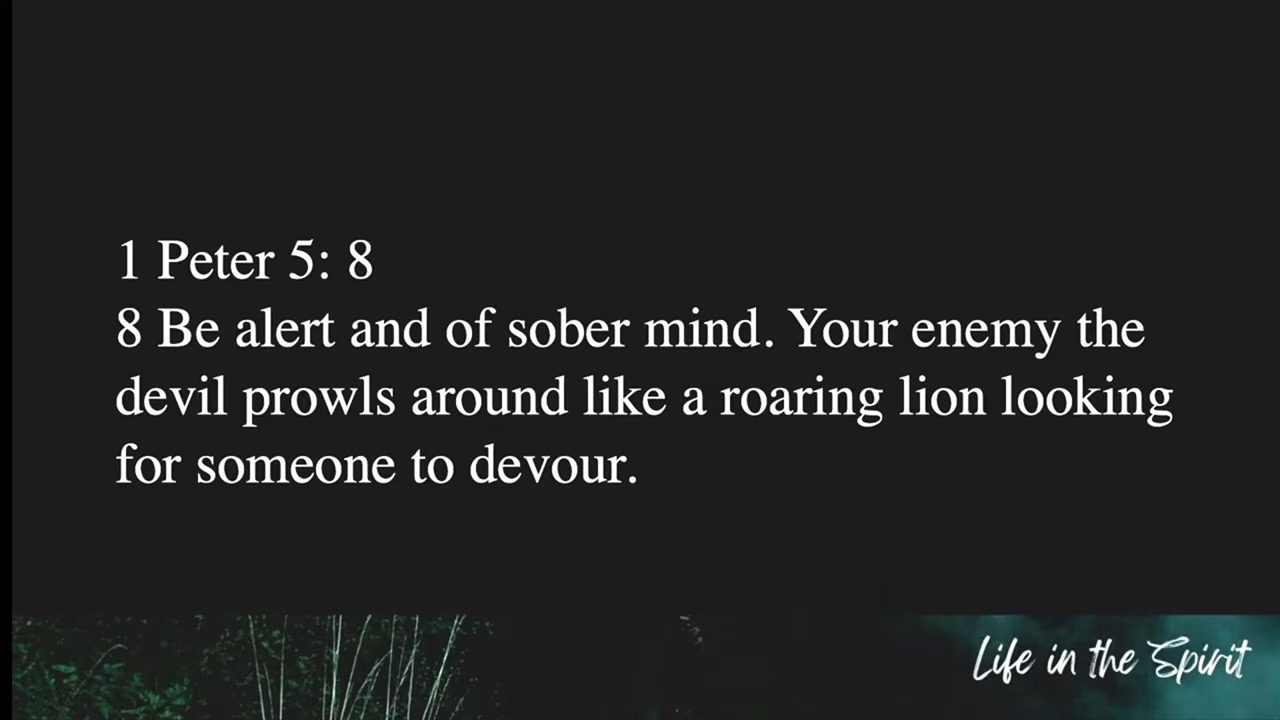 1 Peter 5: 8
8 Be alert and of sober mind. Your enemy the
devil prowls around like a roaring lion looking
for someone to devour.
Life in the Spirit